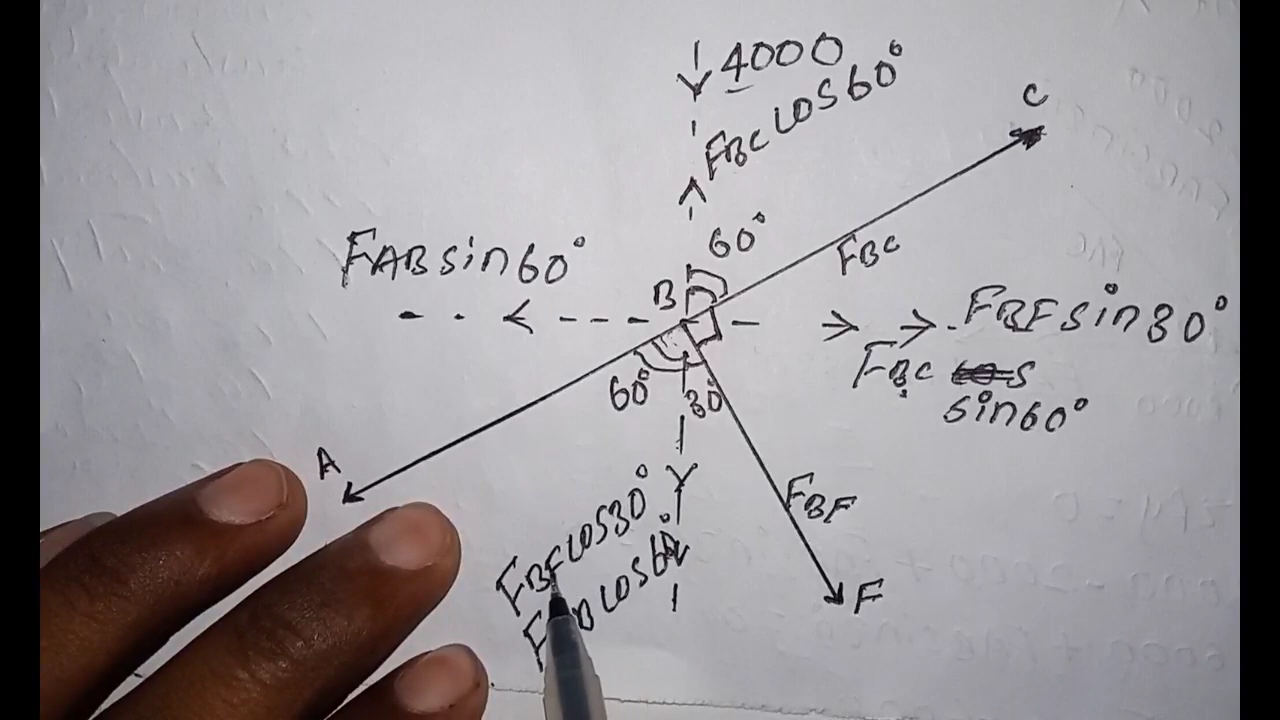 4000
FBC cos60°
C
60°
FBC
FAB sin60°
B
FBF sin30°
FBC
sin60°
60°
30°
A
FBF cos30°
FBF
F